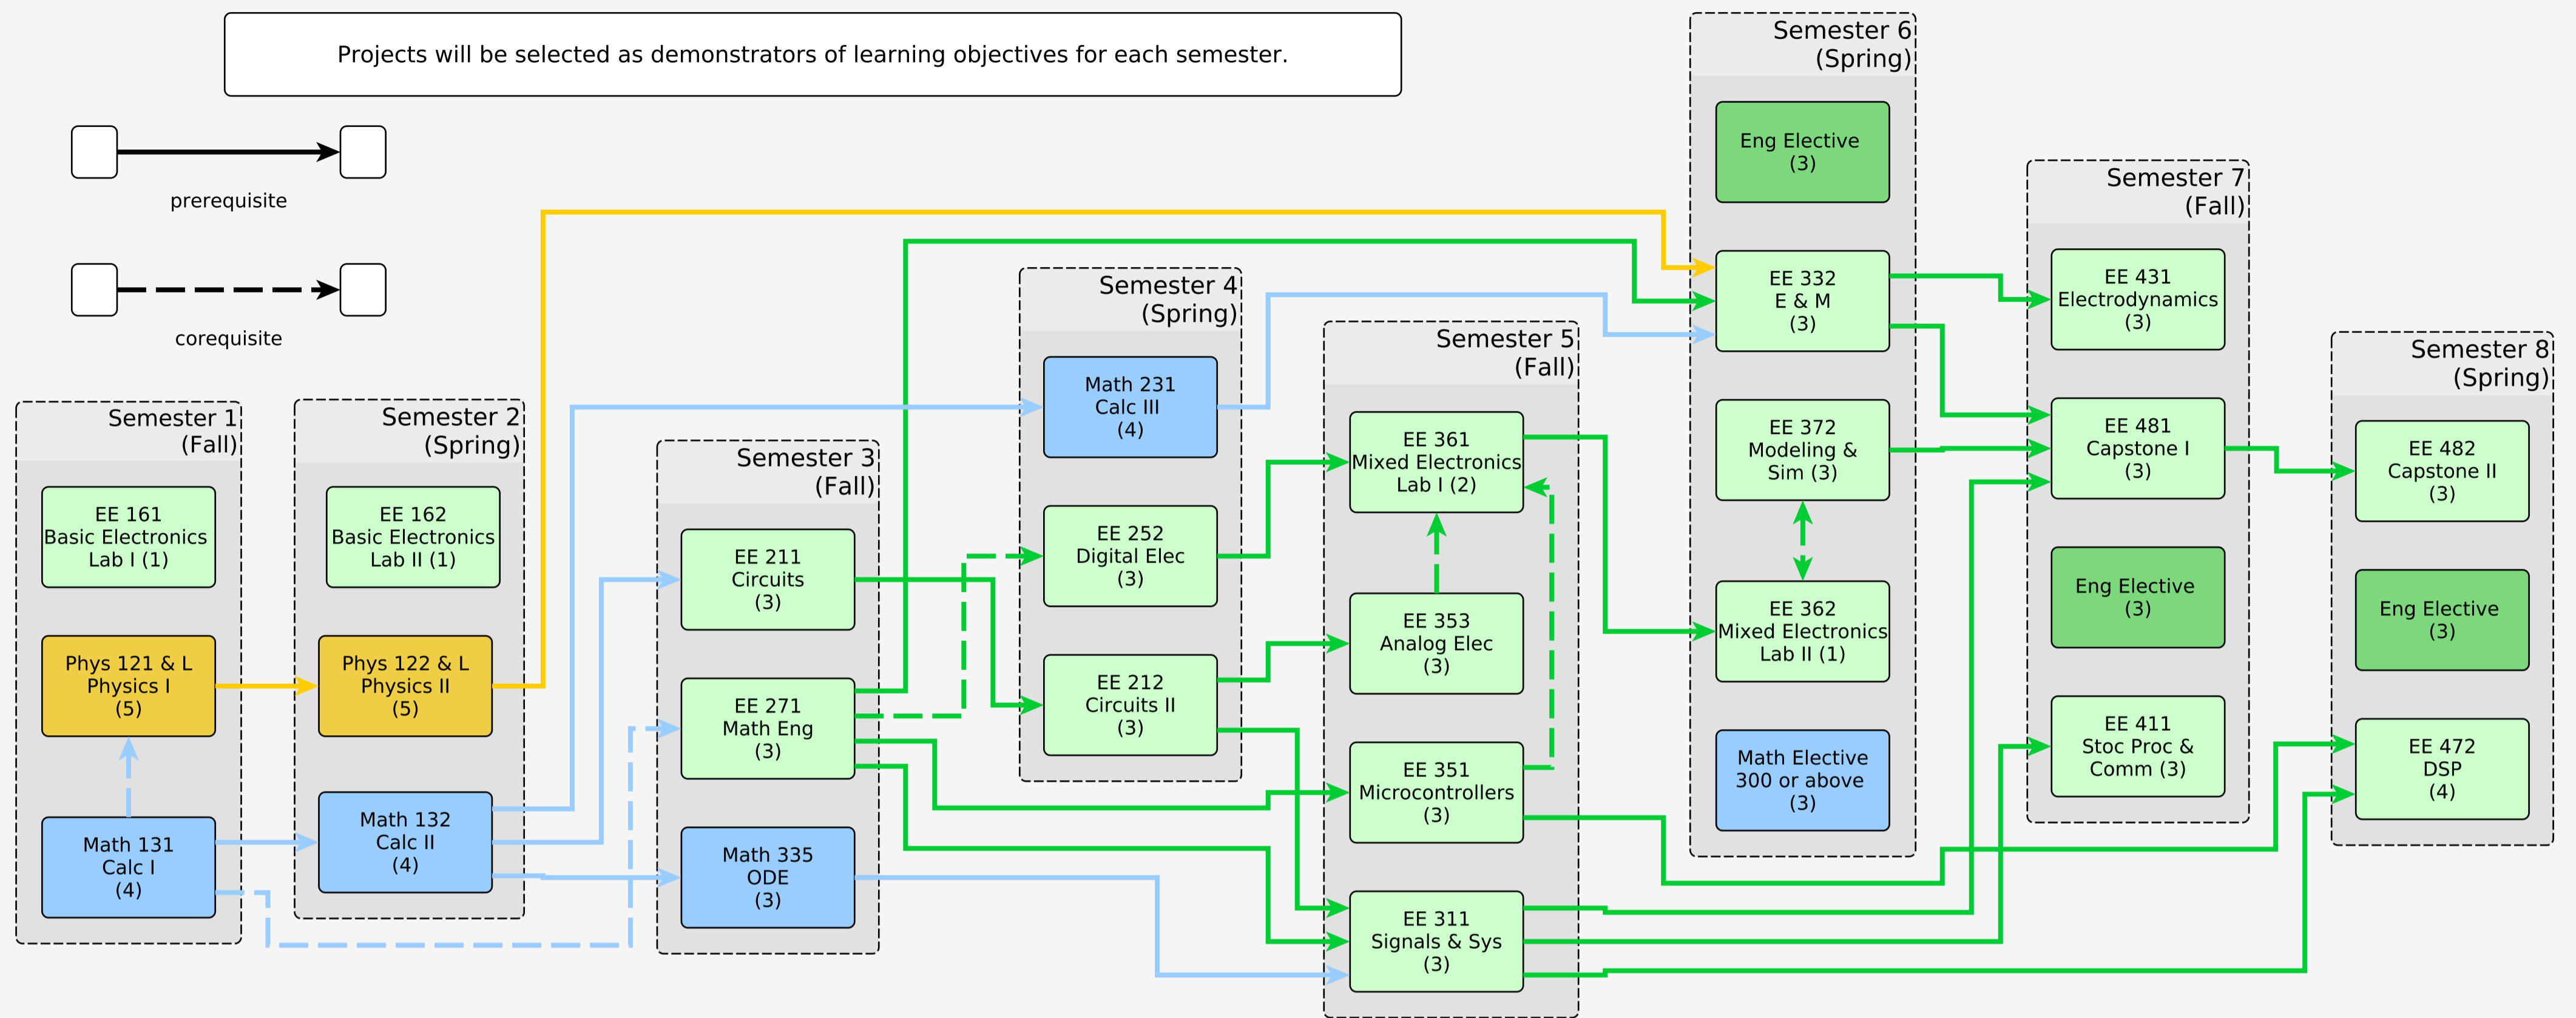 Projects will be selected as demonstrators of learning objectives for each semester.
prerequisite
corequisite
Semester 1
(Fall)
EE 161
Basic Electronics
Lab I (1)
Phys 121 & L
Physics I
(5)
Math 131
Calc I
(4)
Semester 2
(Spring)
EE 162
Basic Electronics
Lab II (1)
Phys 122 & L
Physics II
(5)
Math 132
Calc II
(4)
Semester 3
(Fall)
EE 211
Circuits
(3)
EE 271
Math Eng
(3)
Math 335
ODE
(3)
Semester 4
(Spring)
Math 231
Calc III
(4)
EE 252
Digital Elec
(3)
EE 212
Circuits II
(3)
Semester 5
(Fall)
EE 361
Mixed Electronics
Lab I (2)
EE 353
Analog Elec
(3)
EE 351
Microcontrollers
(3)
EE 311
Signals & Sys
(3)
Semester 6
(Spring)
Eng Elective
(3)
EE 332
E & M
(3)
EE 372
Modeling &
Sim (3)
EE 362
Mixed Electronics
Lab II (1)
Math Elective
300 or above
(3)
Semester 7
(Fall)
EE 431
Electrodynamics
(3)
EE 481
Capstone I
(3)
Eng Elective
(3)
EE 411
Stoc Proc &
Comm (3)
Semester 8
(Spring)
EE 482
Capstone II
(3)
Eng Elective
(3)
EE 472
DSP
(4)